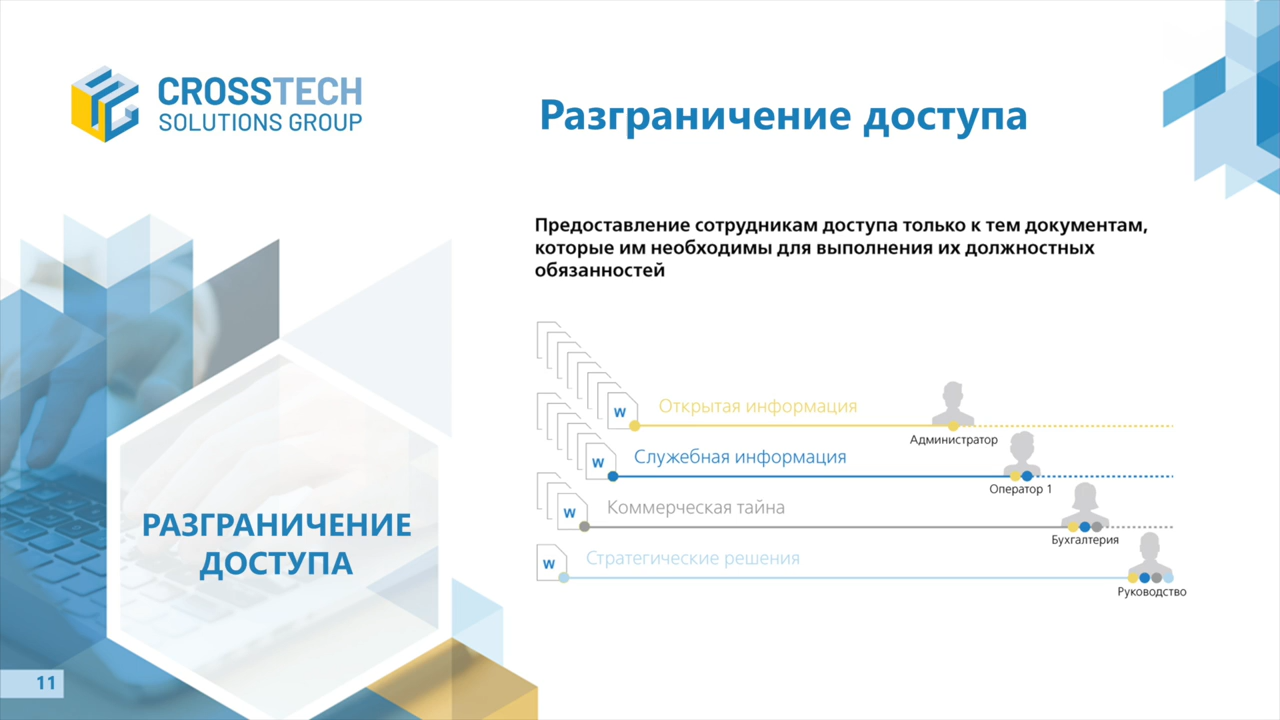 CROSSTECH
SOLUTIONS GROUP
Разграничение доступа
Предоставление сотрудникам доступа только к тем документам,
которые им необходимы для выполнения их должностных
обязанностей
W Открытая информация
Администратор
W Служебная информация
Оператор 1
W Коммерческая тайна
Бухгалтерия
W Стратегические решения
Руководство
РАЗГРАНИЧЕНИЕ
ДОСТУПА
11